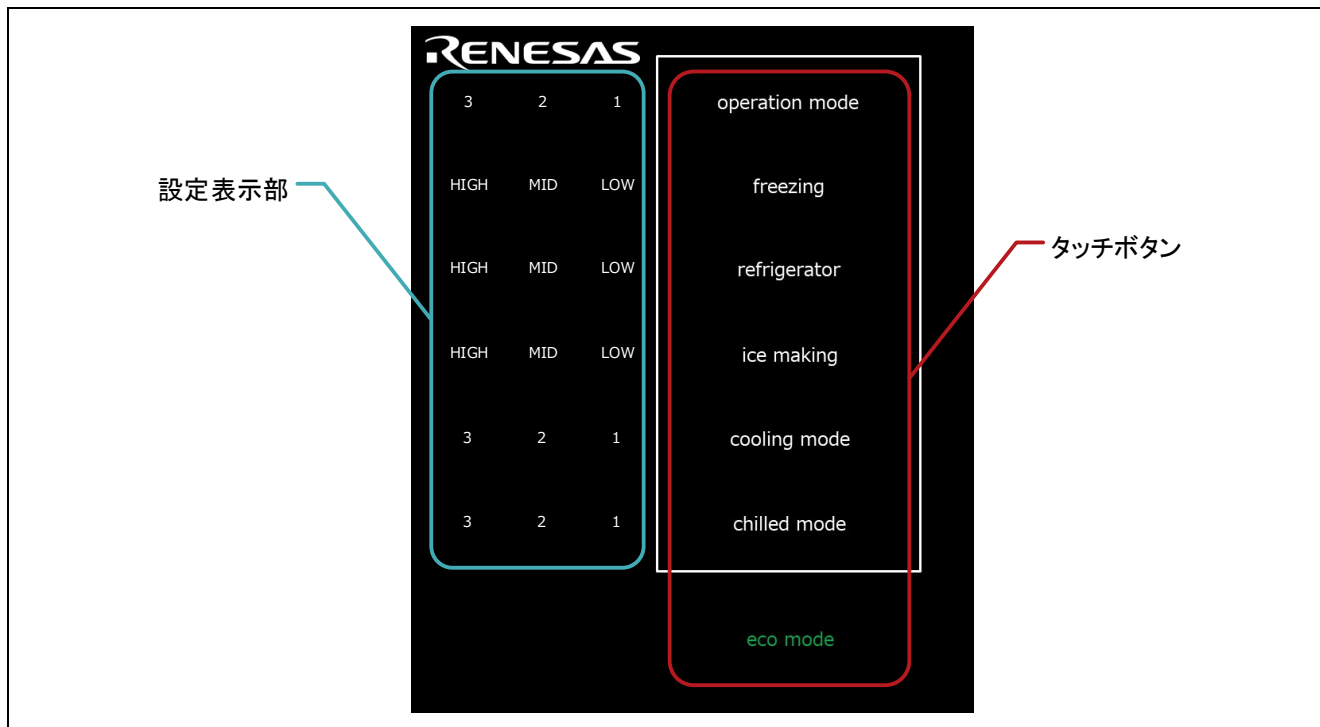 RENESAS
3 2 1 operation mode
設定表示部
HIGH MID LOW freezing
タッチボタン
HIGH MID LOW refrigerator
HIGH MID LOW ice making
3 2 1 cooling mode
3 2 1 chilled mode
eco mode